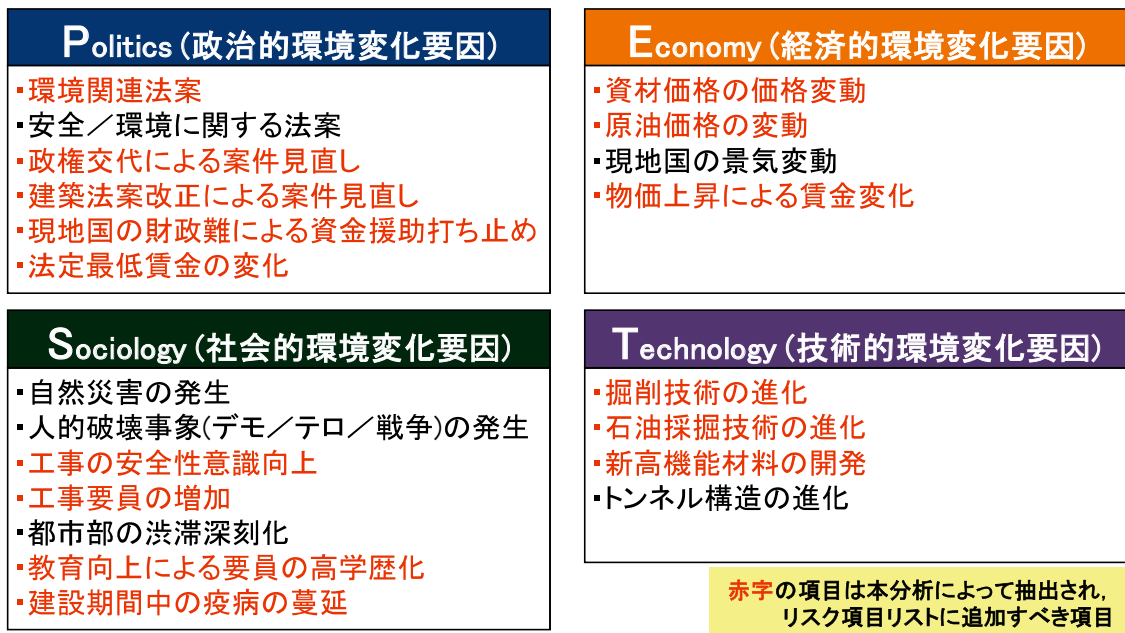 Politics(政治的環境変化要因)
・環境関連法案
・安全／環境に関する法案
・政権交代による案件見直し
・建築法案改正による案件見直し
・現地国の財政難による資金援助打ち止め
・法定最低賃金の変化
Economy(経済的環境変化要因)
・資材価格の価格変動
・原油価格の変動
・現地国の景気変動
・物価上昇による賃金変化
Sociology(社会的環境変化要因)
・自然災害の発生
・人的破壊事象(デモ／テロ／戦争)の発生
・工事の安全性意識向上
・工事要員の増加
・都市部の渋滞深刻化
・教育向上による要員の高学歴化
・建設期間中の疫病の蔓延
Technology(技術的環境変化要因)
・掘削技術の進化
・石油採掘技術の進化
・新高機能材料の開発
・トンネル構造の進化
赤字の項目は本分析によって抽出され,
リスク項目リストに追加すべき項目